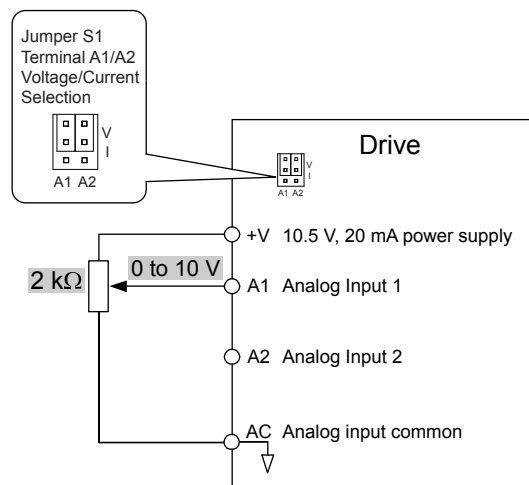 Jumper S1
Terminal A1/A2
Voltage/Current
Selection
V
I
A1 A2
Drive
V
I
A1 A2
+V 10.5 V, 20 mA power supply
2 kΩ
0 to 10 V
A1 Analog Input 1
A2 Analog Input 2
AC Analog input common